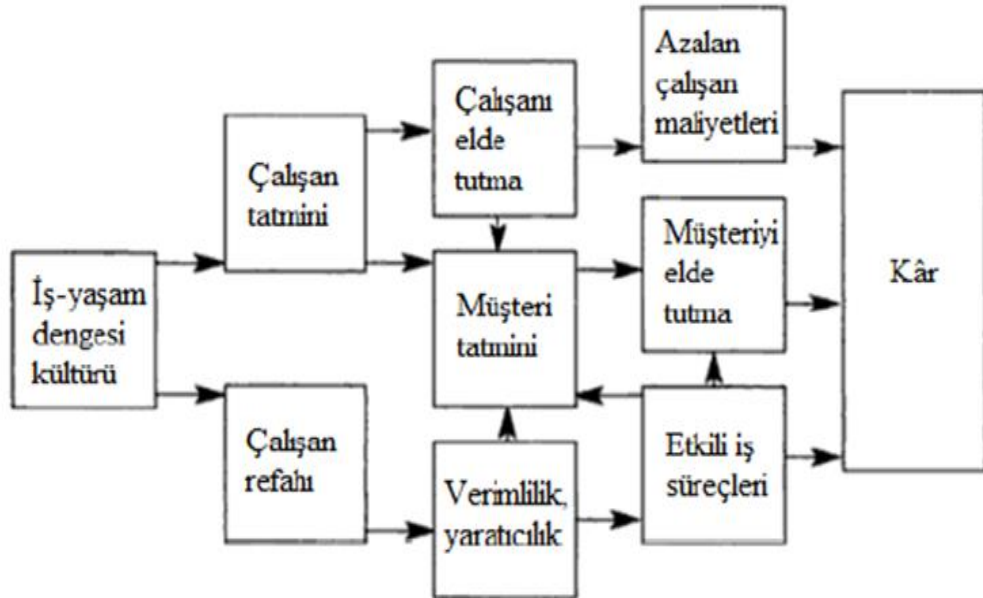 İş-yaşam
dengesi
kültürü
Çalışan
tatmini
Çalışan
refahı
Çalışanı
elde
tutma
Müşteri
tatmini
Verimlilik,
yaratıcılık
Azalan
çalışan
maliyetleri
Müşteriyi
elde
tutma
Etkili iş
süreçleri
Kâr